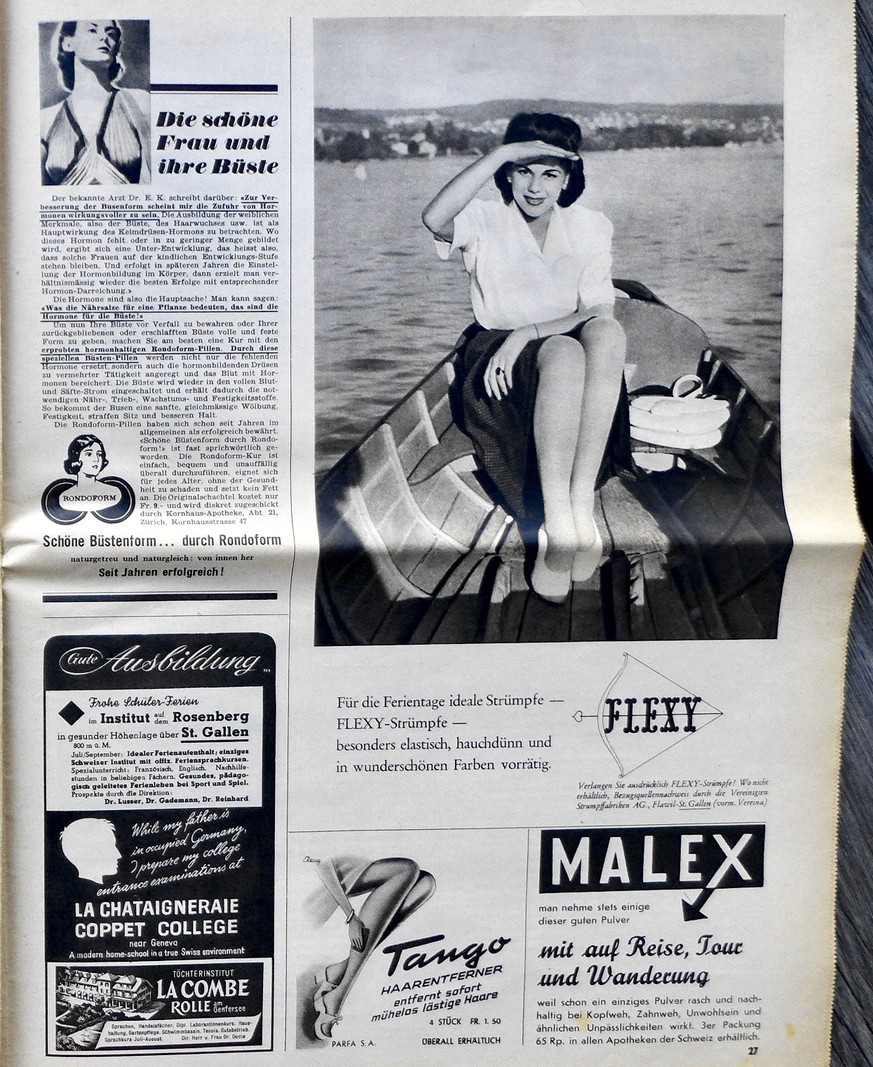 Die schöne
Frau und
ihre Büste
Der bekannte Arzt Dr. E. K. schreibt darüber: «Zur Ver-
besserung der Busenform scheint mir die Zufuhr von Hor-
monen wirkungsvoller zu sein. Die Ausbildung der weiblichen
Merkmale, also der Büste, des Haarwuchses usw. ist als
Hauptwirkung des Keimdrüsen-Hormons zu betrachten. Wo
dieses Hormon fehlt oder in zu geringer Menge gebildet
wird, ergibt sich eine Unter-Entwicklung, das heisst also,
dass solche Frauen auf der kindlichen Entwicklungs-Stufe
stehen bleiben. Und erfolgt in späteren Jahren die Einstel-
lung der Hormonbildung im Körper, dann erzielt man ver-
hältnismässig wieder die besten Erfolge mit entsprechender
Hormon-Darreichung.»
Die Hormone sind also die Hauptsache! Man kann sagen:
«Was die Nährsalze für eine Pflanze bedeuten, das sind die
Hormone für die Büste!»
Um nun Ihre Büste vor Verfall zu bewahren oder Ihrer
zurückgebliebenen oder erschlafften Büste volle und feste
Form zu geben, machen Sie am besten eine Kur mit den
erprobten hormonhaltigen Rondoform-Pillen. Durch diese
speziellen Büsten-Pillen werden nicht nur die fehlenden
Hormone ersetzt, sondern auch die hormonbildenden Drüsen
zu vermehrter Tätigkeit angeregt und das Blut mit Hor-
monen bereichert. Die Büste wird wieder in den vollen Blut-
und Säfte-Strom eingeschaltet und erhält dadurch die not-
wendigen Nähr-, Trieb-, Wachstums- und Festigkeitsstoffe.
So bekommt der Busen eine sanfte, gleichmässige Wölbung,
Festigkeit, straffen Sitz und besseren Halt.
Die Rondoform-Pillen haben sich schon seit Jahren im
allgemeinen als erfolgreich bewährt.
«Schöne Büstenform durch Rondo-
form!» ist fast sprichwörtlich ge-
worden. Die Rondoform-Kur ist
einfach, bequem und unauffällig
überall durchzuführen, eignet sich
für jedes Alter, ohne der Gesund-
heit zu schaden und setzt kein Fett
an. Die Originalschachtel kostet nur
Fr. 9.- und wird diskret zugeschickt
durch Kornhaus-Apotheke, Abt. 21,
Zürich, Kornhausstrasse 47
RONDOFORM
Schöne Büstenform... durch Rondoform
naturgetreu und naturgleich: von innen her
Seit Jahren erfolgreich!
Gute Ausbildung...
Frohe Schüler-Ferien
im Institut auf dem Rosenberg
in gesunder Höhenlage über St. Gallen
800 m ü. M.
Juli/September: Idealer Ferienaufenthalt; einziges
Schweizer Institut mit offiz. Feriensprachkursen.
Spezialunterricht: Französisch, Englisch. Nachhilfe-
stunden in beliebigen Fächern. Gesundes, pädago-
gisch geleitetes Ferienleben bei Sport und Spiel.
Prospekte durch die Direktion:
Dr. Lusser, Dr. Gademann, Dr. Reinhard
While my father is
in occupied Germany,
I prepare my college
entrance examinations at
LA CHATAIGNERAIE
COPPET COLLEGE
near Geneva
A modern home-school in a true Swiss environment
TÖCHTERINSTITUT
LA COMBE
ROLLE am Genfersee
Sprachen, Handelsfächer, Dipl. Laborantinnenkurs. Haus-
haltung, Gartenpflege. Schwimmbassin, Tennis. Gutsbetrieb.
Sprachkurs Juli-August. Dir. Herr u. Frau Dr.
Für die Ferientage ideale Strümpfe —
FLEXY-Strümpfe —
besonders elastisch, hauchdünn und
in wunderschönen Farben vorrätig.
FLEXY
Verlangen Sie ausdrücklich FLEXY-Strümpfe! Wo nicht
erhältlich, Bezugsquellennachweis durch die Vereinigten
Strumpffabriken AG., Flawil-St. Gallen (vorm. Vereina)
Tango
HAARENTFERNER
entfernt sofort
mühelos lästige Haare
4 STÜCK FR. 1.50
PARFA S. A. ÜBERALL ERHÄLTLICH
MALEX
man nehme stets einige
dieser guten Pulver
mit auf Reise, Tour
und Wanderung
weil schon ein einziges Pulver rasch und nach-
haltig bei Kopfweh, Zahnweh, Unwohlsein und
ähnlichen Unpässlichkeiten wirkt. 3er Packung
65 Rp. in allen Apotheken der Schweiz erhältlich.
27